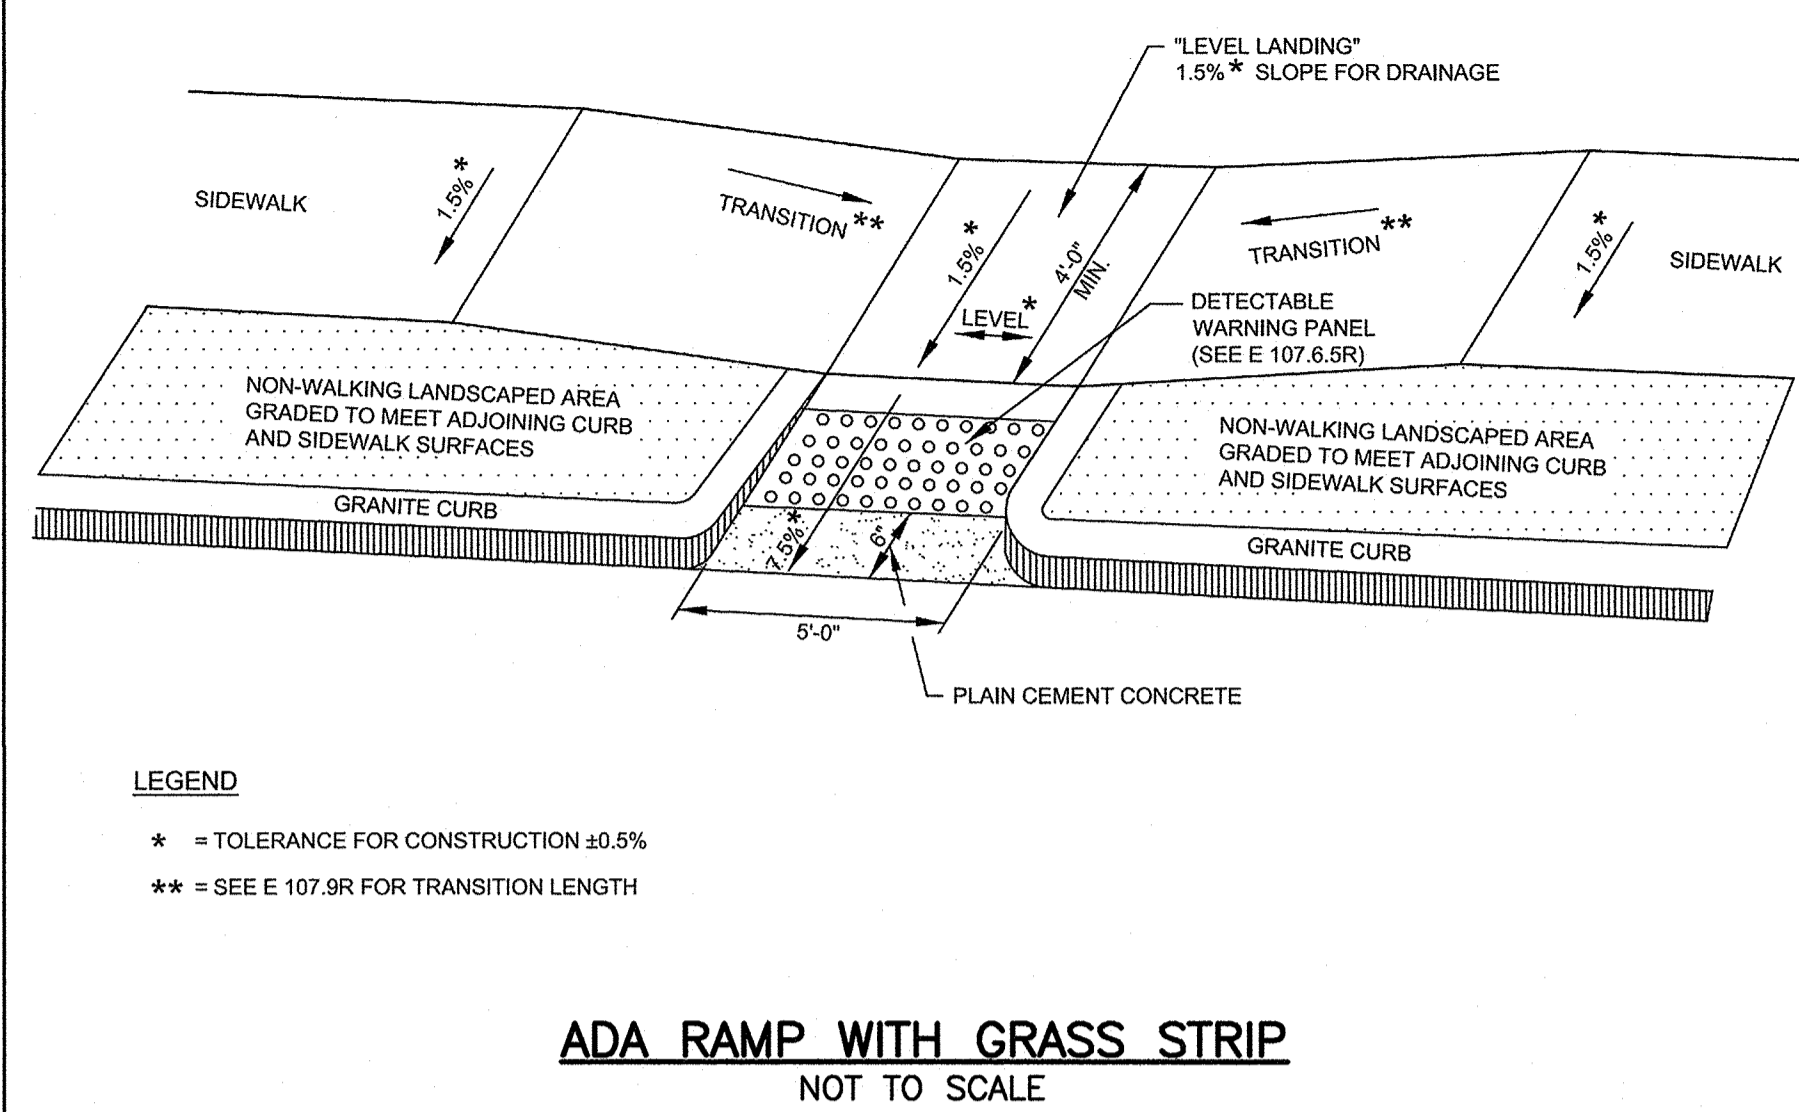 "LEVEL LANDING"
1.5%* SLOPE FOR DRAINAGE
SIDEWALK
1.5%*
TRANSITION**
1.5%*
4'-0"
MIN.
LEVEL*
TRANSITION**
1.5%*
SIDEWALK
DETECTABLE
WARNING PANEL
(SEE E 107.6.5R)
NON-WALKING LANDSCAPED AREA
GRADED TO MEET ADJOINING CURB
AND SIDEWALK SURFACES
NON-WALKING LANDSCAPED AREA
GRADED TO MEET ADJOINING CURB
AND SIDEWALK SURFACES
GRANITE CURB
7.5%*
6"
GRANITE CURB
5'-0"
PLAIN CEMENT CONCRETE
LEGEND
* = TOLERANCE FOR CONSTRUCTION ±0.5%
** = SEE E 107.9R FOR TRANSITION LENGTH
ADA RAMP WITH GRASS STRIP
NOT TO SCALE